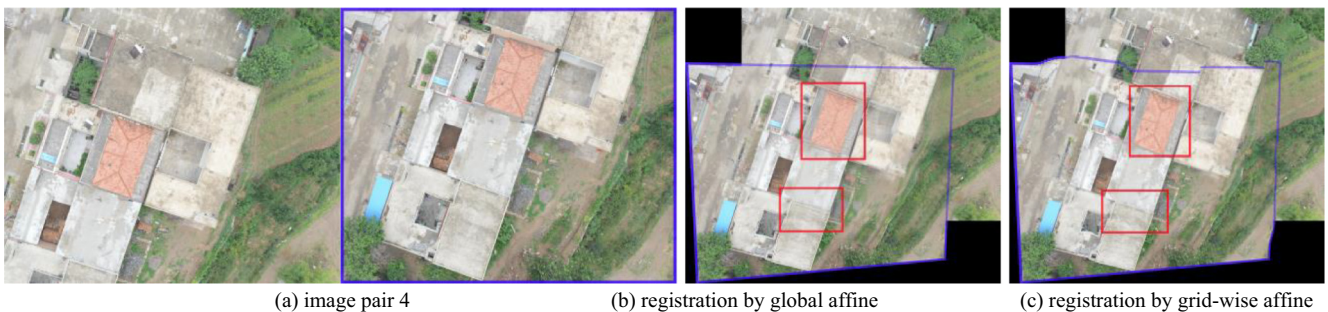 (a) image pair 4
(b) registration by global affine
(c) registration by grid-wise affine